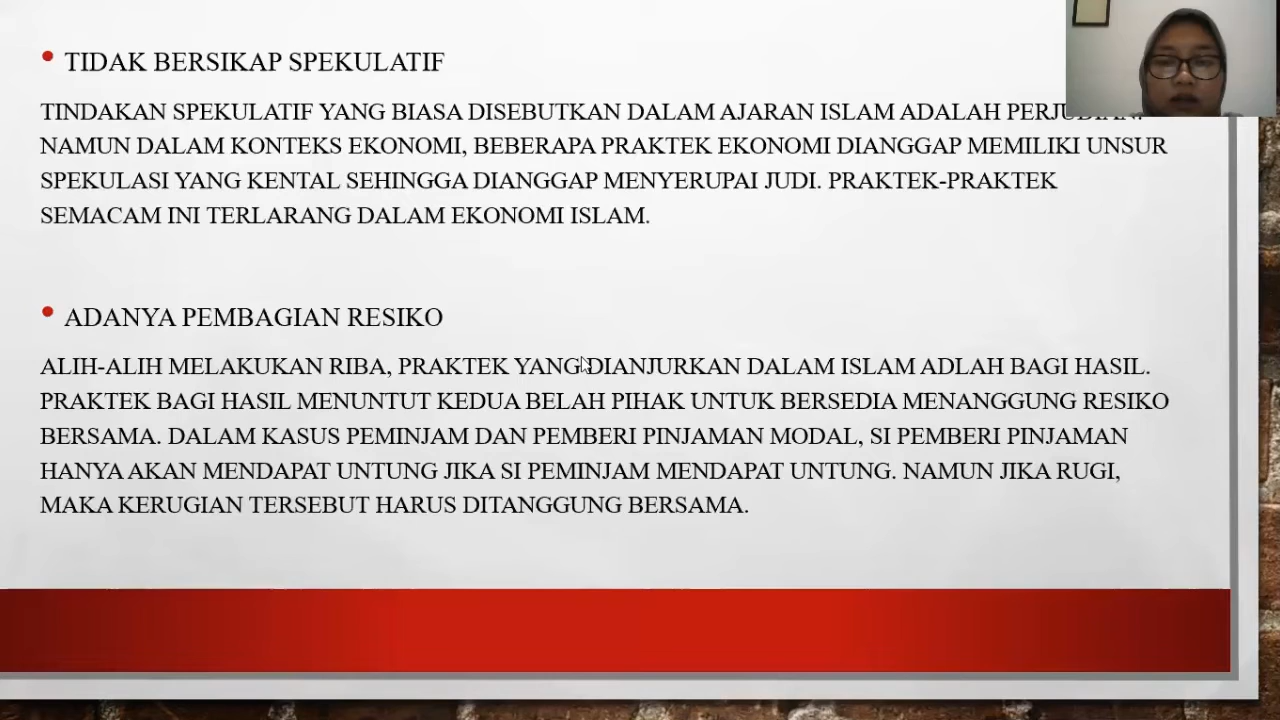 TIDAK BERSIKAP SPEKULATIF
TINDAKAN SPEKULATIF YANG BIASA DISEBUTKAN DALAM AJARAN ISLAM ADALAH PERJUDIAN.
NAMUN DALAM KONTEKS EKONOMI, BEBERAPA PRAKTEK EKONOMI DIANGGAP MEMILIKI UNSUR
SPEKULASI YANG KENTAL SEHINGGA DIANGGAP MENYERUPAI JUDI. PRAKTEK-PRAKTEK
SEMACAM INI TERLARANG DALAM EKONOMI ISLAM.
ADANYA PEMBAGIAN RESIKO
ALIH-ALIH MELAKUKAN RIBA, PRAKTEK YANG DIANJURKAN DALAM ISLAM ADLAH BAGI HASIL.
PRAKTEK BAGI HASIL MENUNTUT KEDUA BELAH PIHAK UNTUK BERSEDIA MENANGGUNG RESIKO
BERSAMA. DALAM KASUS PEMINJAM DAN PEMBERI PINJAMAN MODAL, SI PEMBERI PINJAMAN
HANYA AKAN MENDAPAT UNTUNG JIKA SI PEMINJAM MENDAPAT UNTUNG. NAMUN JIKA RUGI,
MAKA KERUGIAN TERSEBUT HARUS DITANGGUNG BERSAMA.